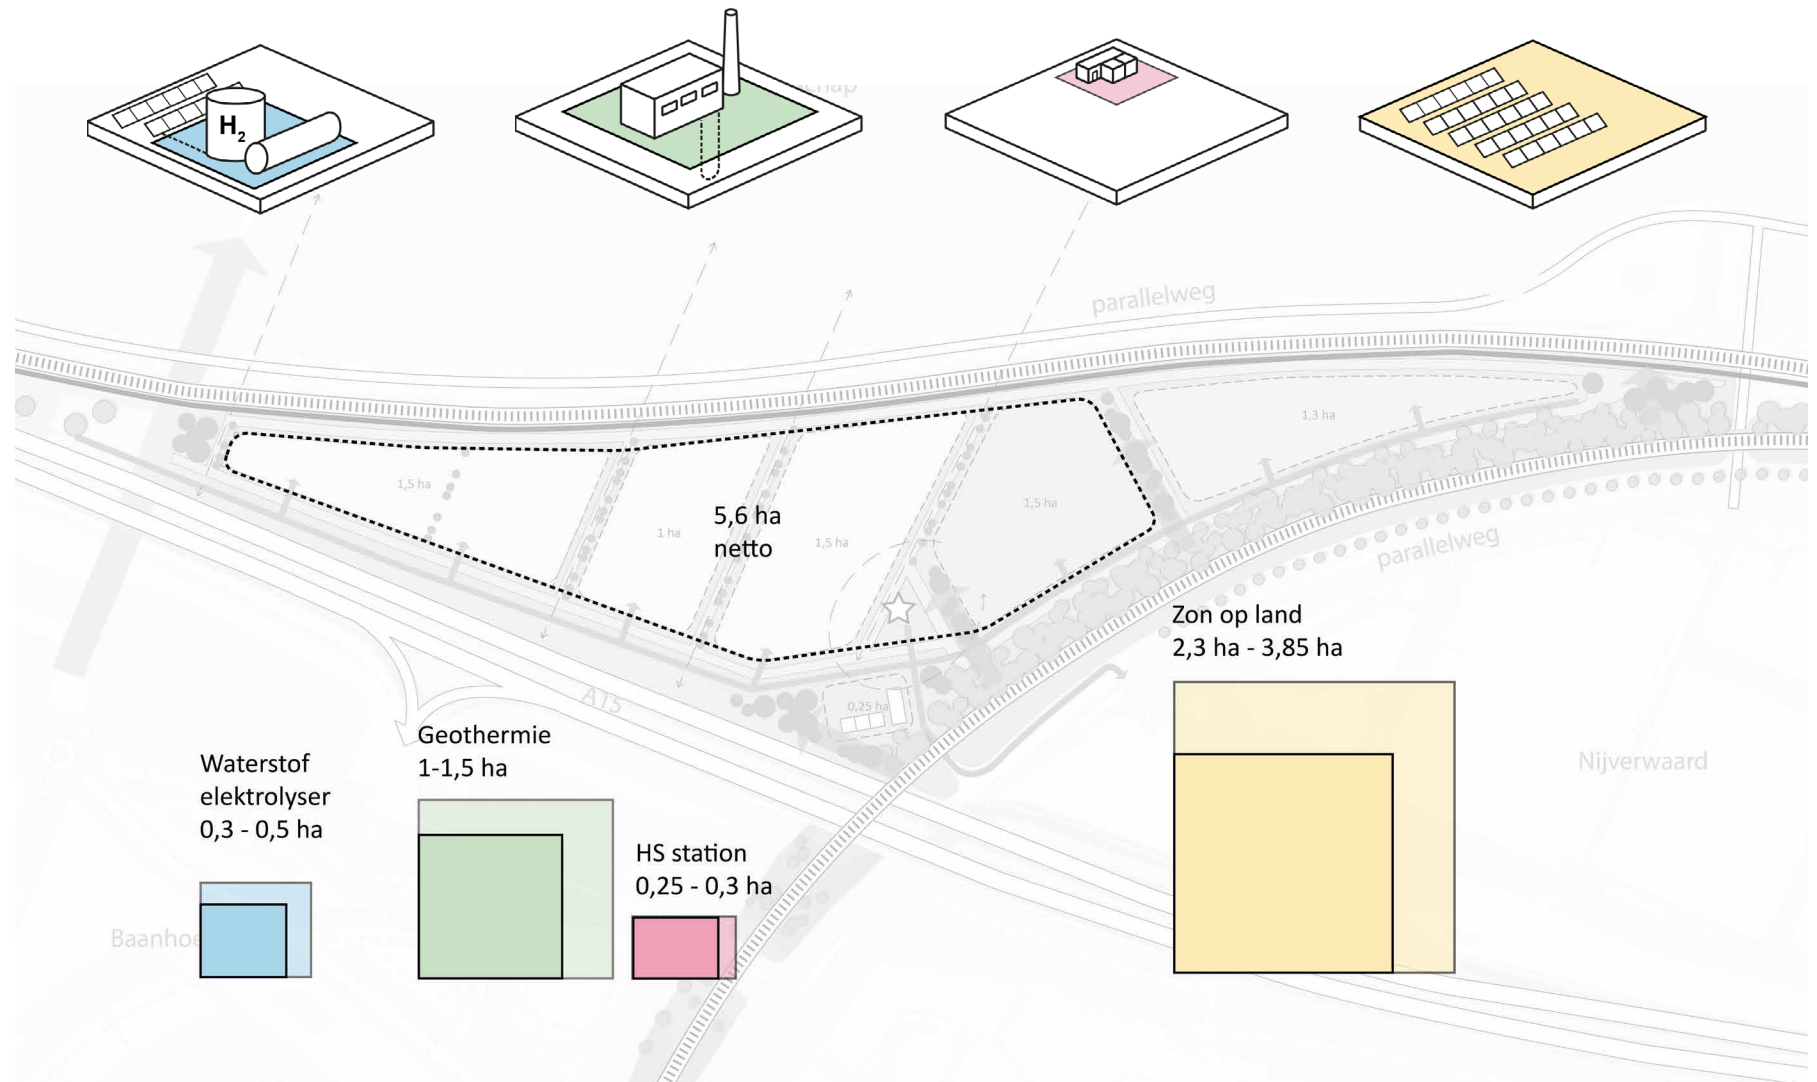 H2
schap
parallelweg
1,3 ha
1,5 ha
1 ha
5,6 ha
netto
1,5 ha
1,5 ha
parallelweg
A15
0,25 ha
Nijverwaard
Zon op land
2,3 ha - 3,85 ha
Geothermie
1-1,5 ha
Waterstof
elektrolyser
0,3 - 0,5 ha
HS station
0,25 - 0,3 ha
Baanhoe